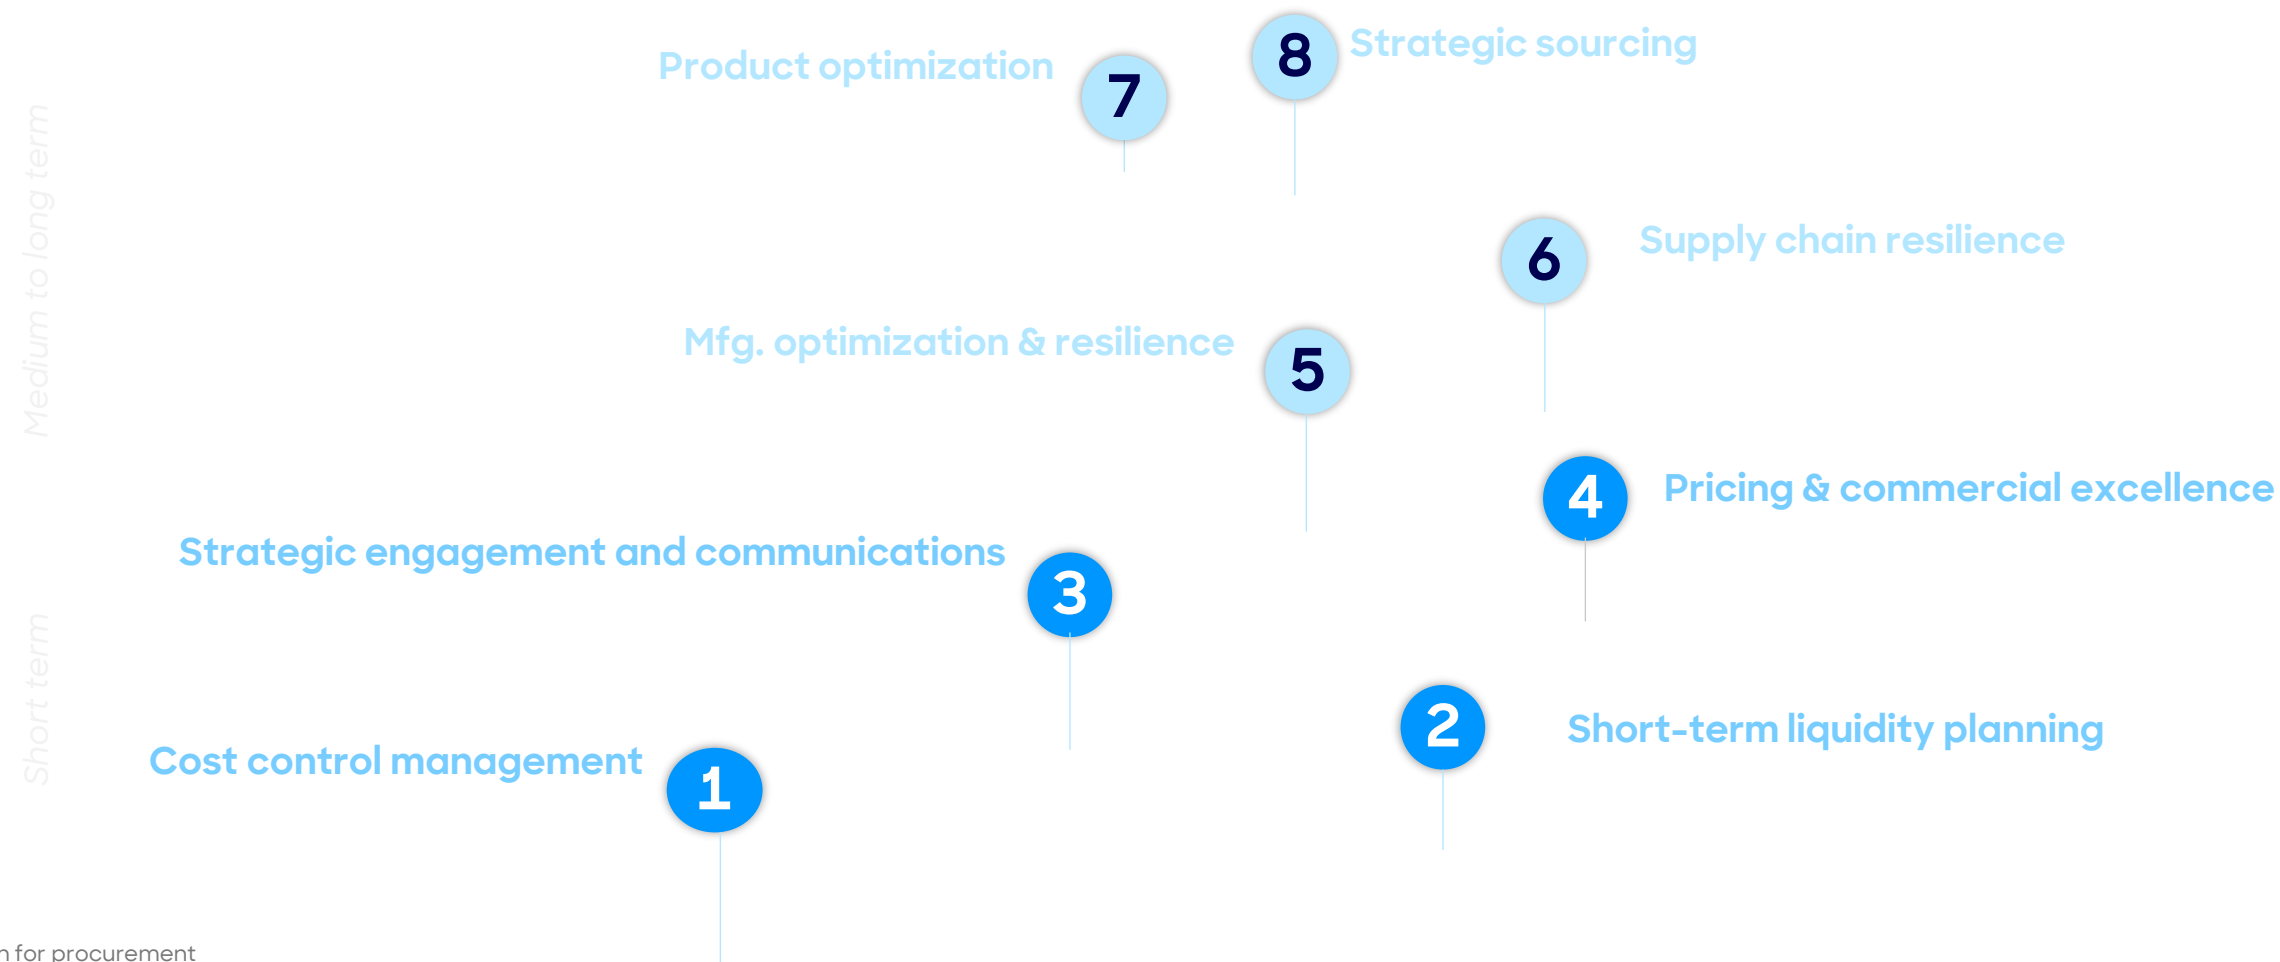 8 Strategic sourcing
Product optimization 7
Medium to long term
6 Supply chain resilience
Mfg. optimization & resilience 5
4 Pricing & commercial excellence
Strategic engagement and communications 3
Short term
2 Short-term liquidity planning
Cost control management 1
for procurement